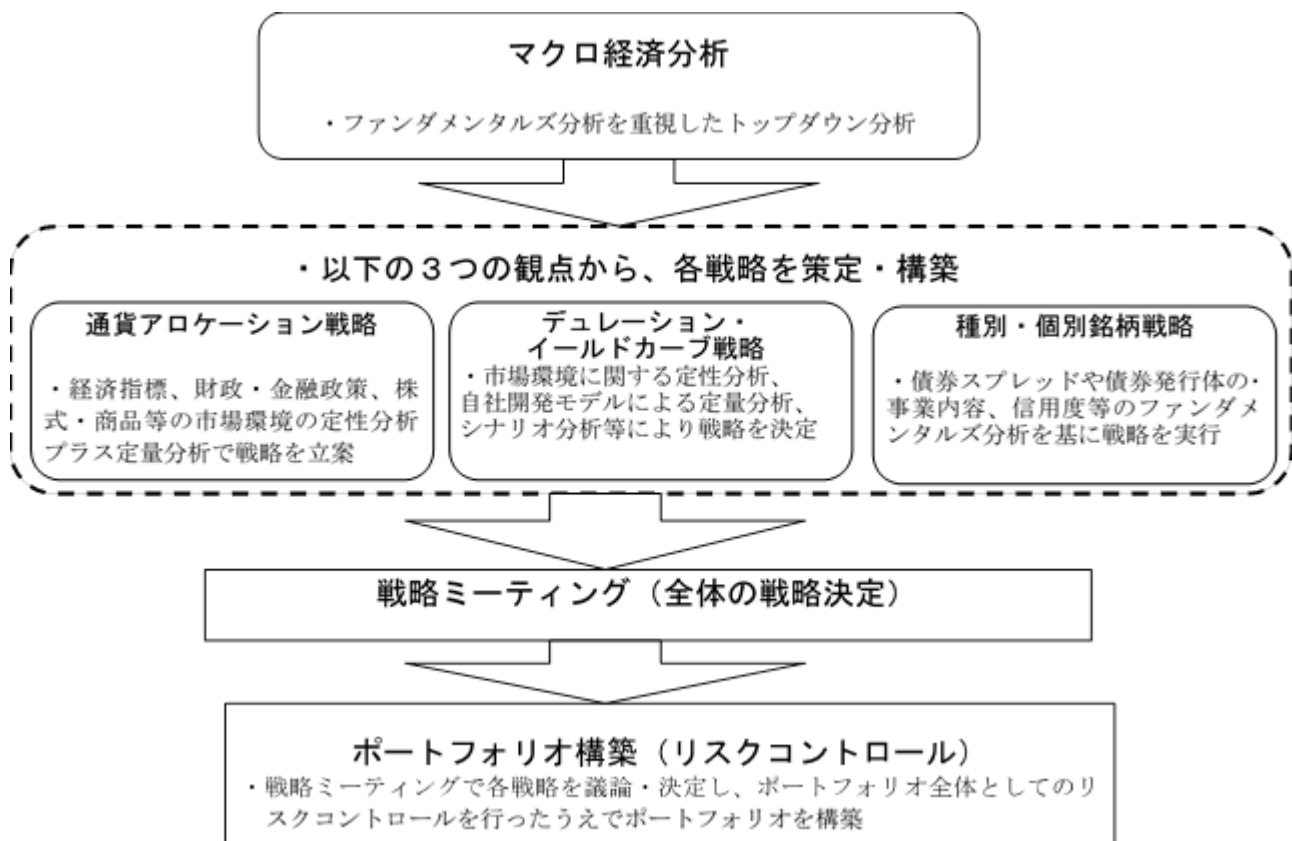 マクロ経済分析
・ファンダメンタルズ分析を重視したトップダウン分析
・以下の３つの観点から、各戦略を策定・構築
通貨アロケーション戦略
・経済指標、財政・金融政策、株
式・商品等の市場環境の定性分析
プラス定量分析で戦略を立案
デュレーション・
イールドカーブ戦略
・市場環境に関する定性分析、
自社開発モデルによる定量分析、
シナリオ分析等により戦略を決定
種別・個別銘柄戦略
・債券スプレッドや債券発行体の・
事業内容、信用度等のファンダメ
ンタルズ分析を基に戦略を実行
戦略ミーティング（全体の戦略決定）
ポートフォリオ構築（リスクコントロール）
・戦略ミーティングで各戦略を議論・決定し、ポートフォリオ全体としてのリ
スクコントロールを行ったうえでポートフォリオを構築